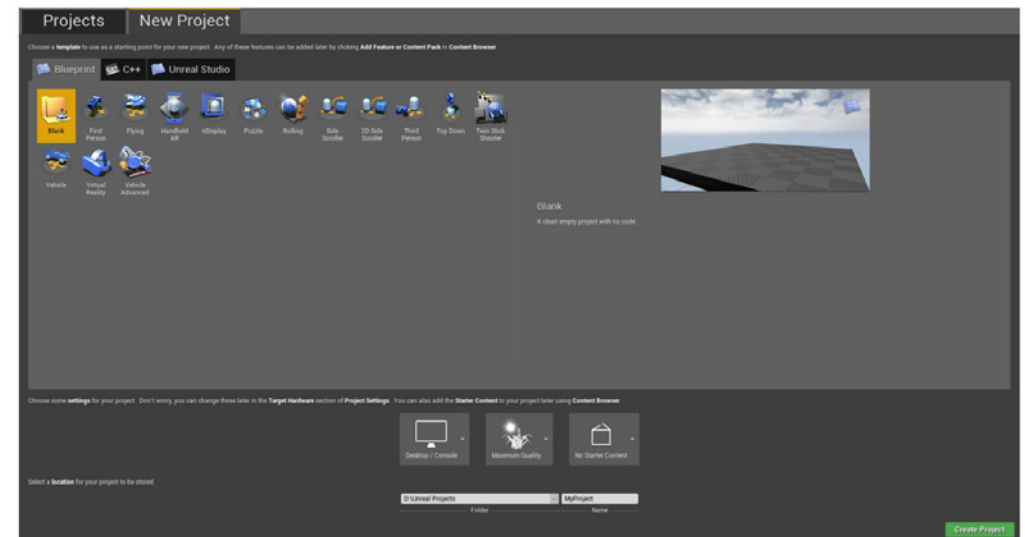 Projects New Project
Choose a template to use as a starting point for your new project. Any of these features can be added later by clicking Add Feature or Content Pack in Content Browser.
Blueprint C++ Unreal Studio
Blank
First Person
Flying
Handheld AR
nDisplay
Puzzle
Rolling
Side Scroller
2D Side Scroller
Third Person
Top Down
Twin Stick Shooter
Vehicle
Virtual Reality
Vehicle Advanced
Blank
A clean empty project with no code.
Choose some settings for your project. Don't worry, you can change these later in the Target Hardware section of Project Settings. You can also add the Starter Content to your project later using Content Browser.
Desktop / Console
Maximum Quality
No Starter Content
Select a location for your project to be stored.
D:\Unreal Projects ... MyProject
Folder Name
Create Project